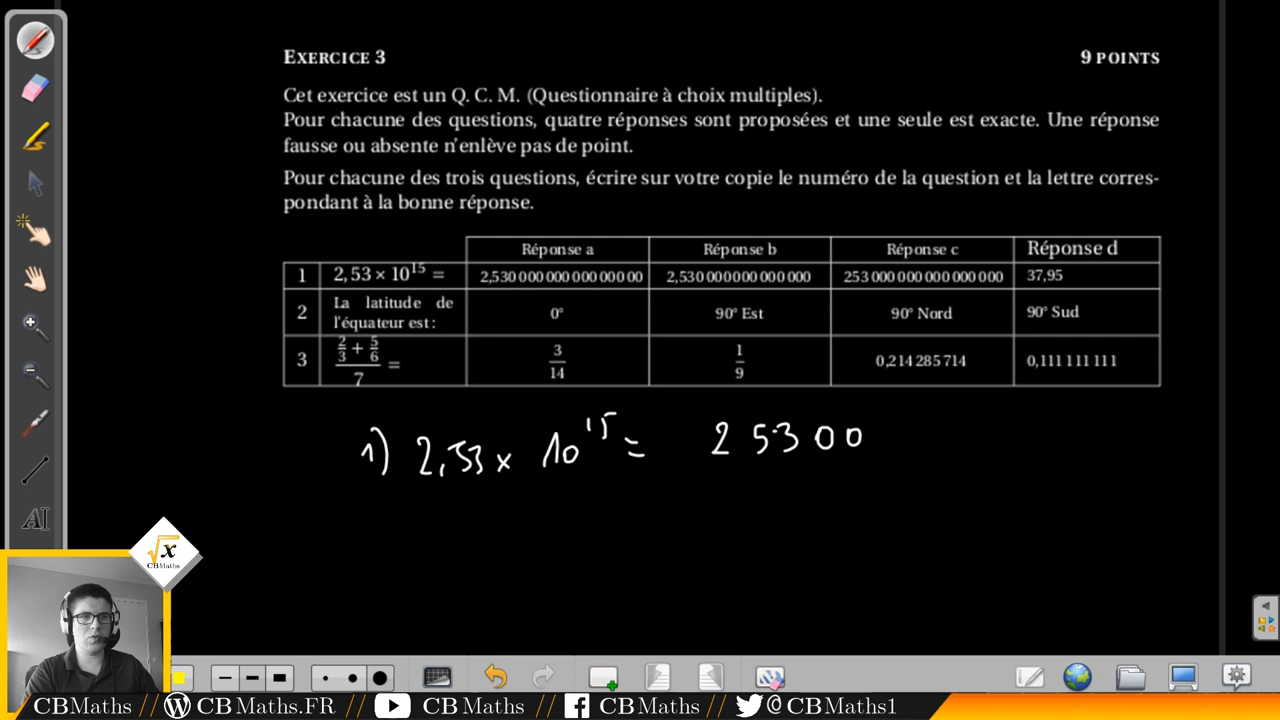 EXERCICE 3 9 POINTS
Cet exercice est un Q. C. M. (Questionnaire à choix multiples).
Pour chacune des questions, quatre réponses sont proposées et une seule est exacte. Une réponse
fausse ou absente n'enlève pas de point.
Pour chacune des trois questions, écrire sur votre copie le numéro de la question et la lettre corres-
pondant à la bonne réponse.
Réponse a Réponse b Réponse c Réponse d
1 2,53 × 10¹⁵ = 2,530 000 000 000 000 00 2,530 000 000 000 000 253 000 000 000 000 000 37,95
2 La latitude de l'équateur est : 0° 90° Est 90° Nord 90° Sud
3 (2/3 + 5/6)/7 = 3/14 1/9 0,214 285 714 0,111 111 111
1) 2,53 × 10¹⁵ = 25300
AI
√x
CBMaths
CBMaths // CBMaths.FR // CBMaths // CBMaths // @CBMaths1